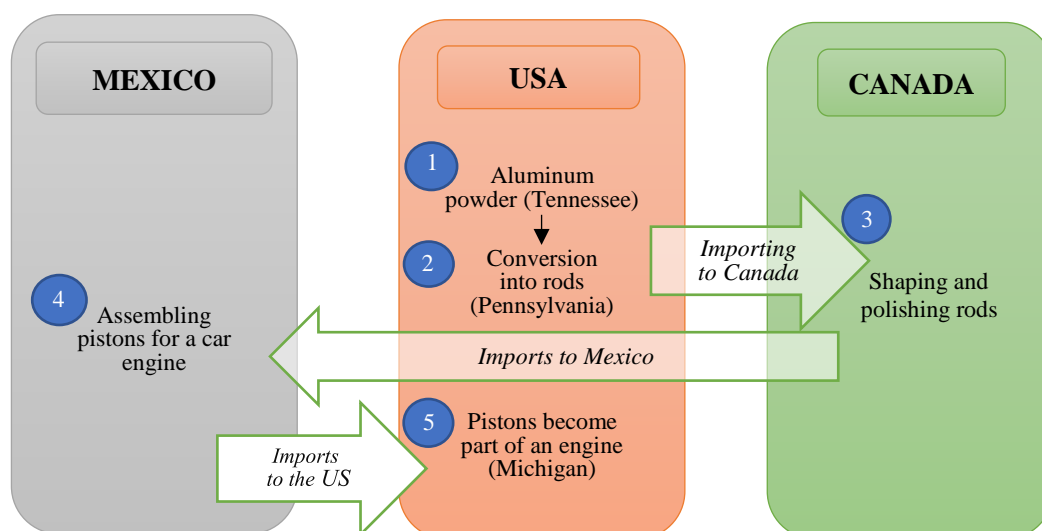 MEXICO
USA
CANADA
1
Aluminum
powder (Tennessee)
2
Conversion
into rods
(Pennsylvania)
Importing
to Canada
3
Shaping and
polishing rods
4
Assembling
pistons for a car
engine
Imports to Mexico
5
Pistons become
part of an engine
(Michigan)
Imports
to the US